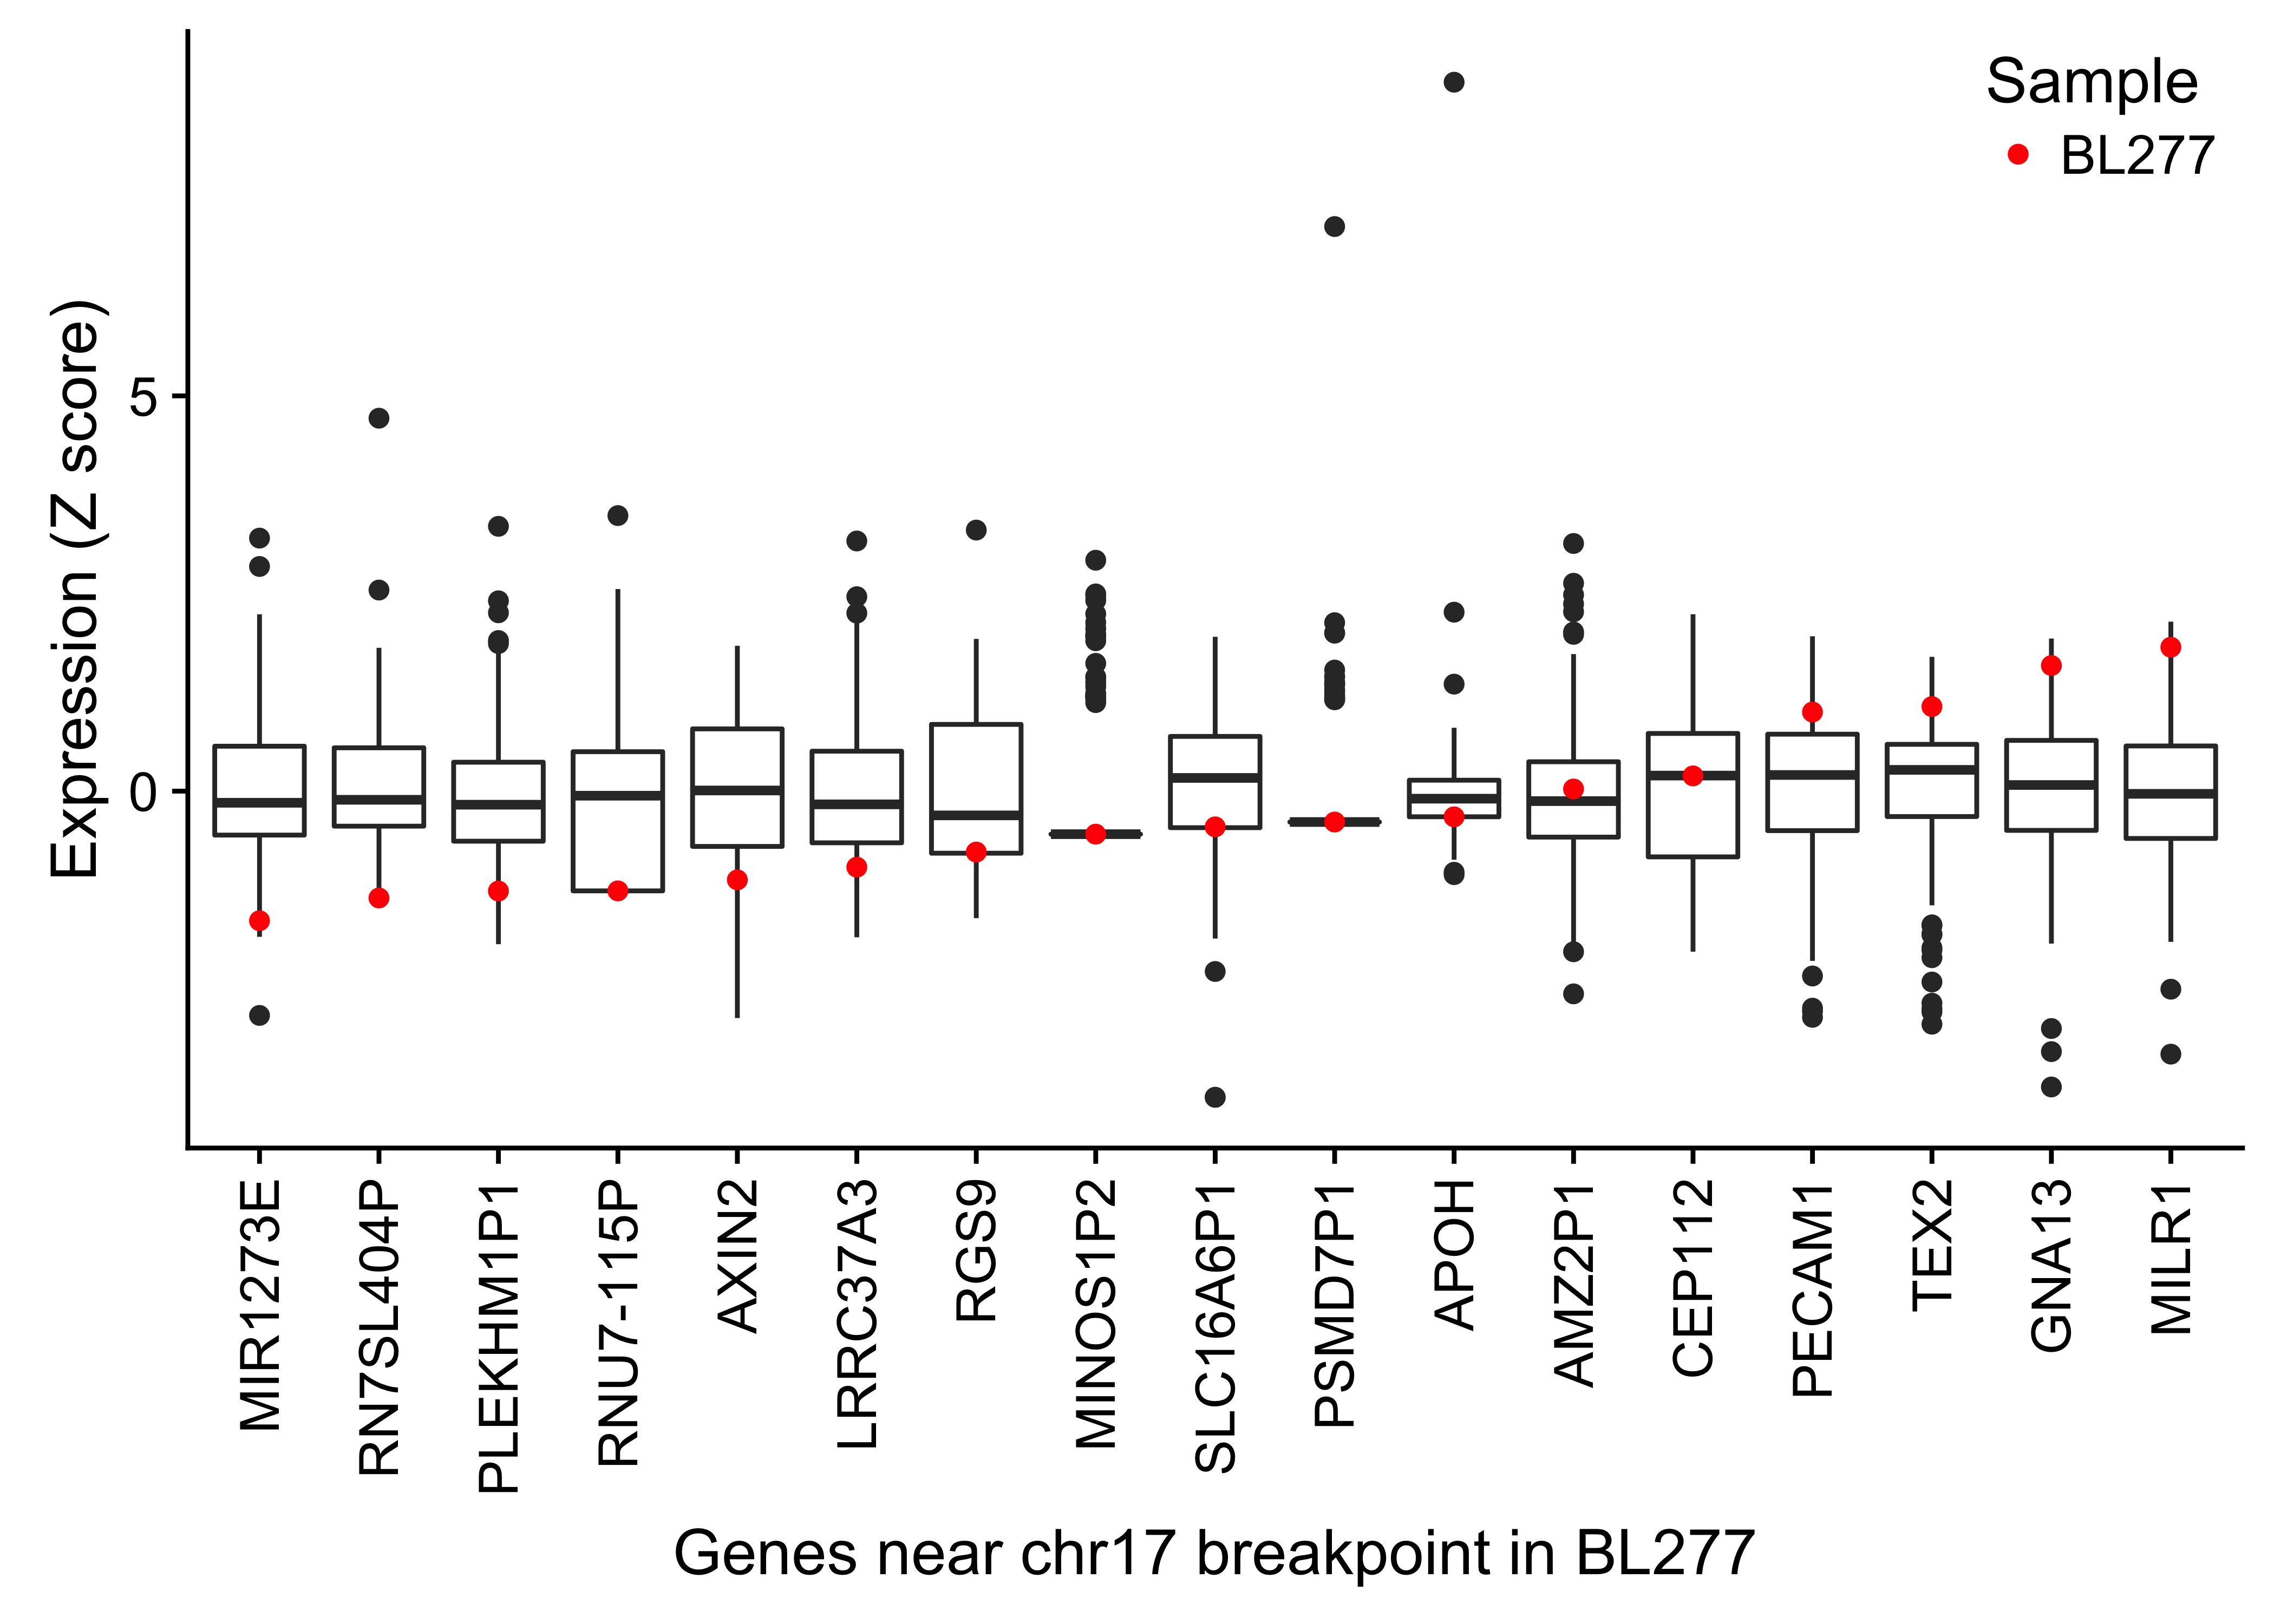 Sample
BL277
Expression (Z score)
5
0
MIR1273E
RN7SL404P
PLEKHM1P1
RNU7-115P
AXIN2
LRRC37A3
RGS9
MINOS1P2
SLC16A6P1
PSMD7P1
APOH
AMZ2P1
CEP112
PECAM1
TEX2
GNA13
MILR1
Genes near chr17 breakpoint in BL277